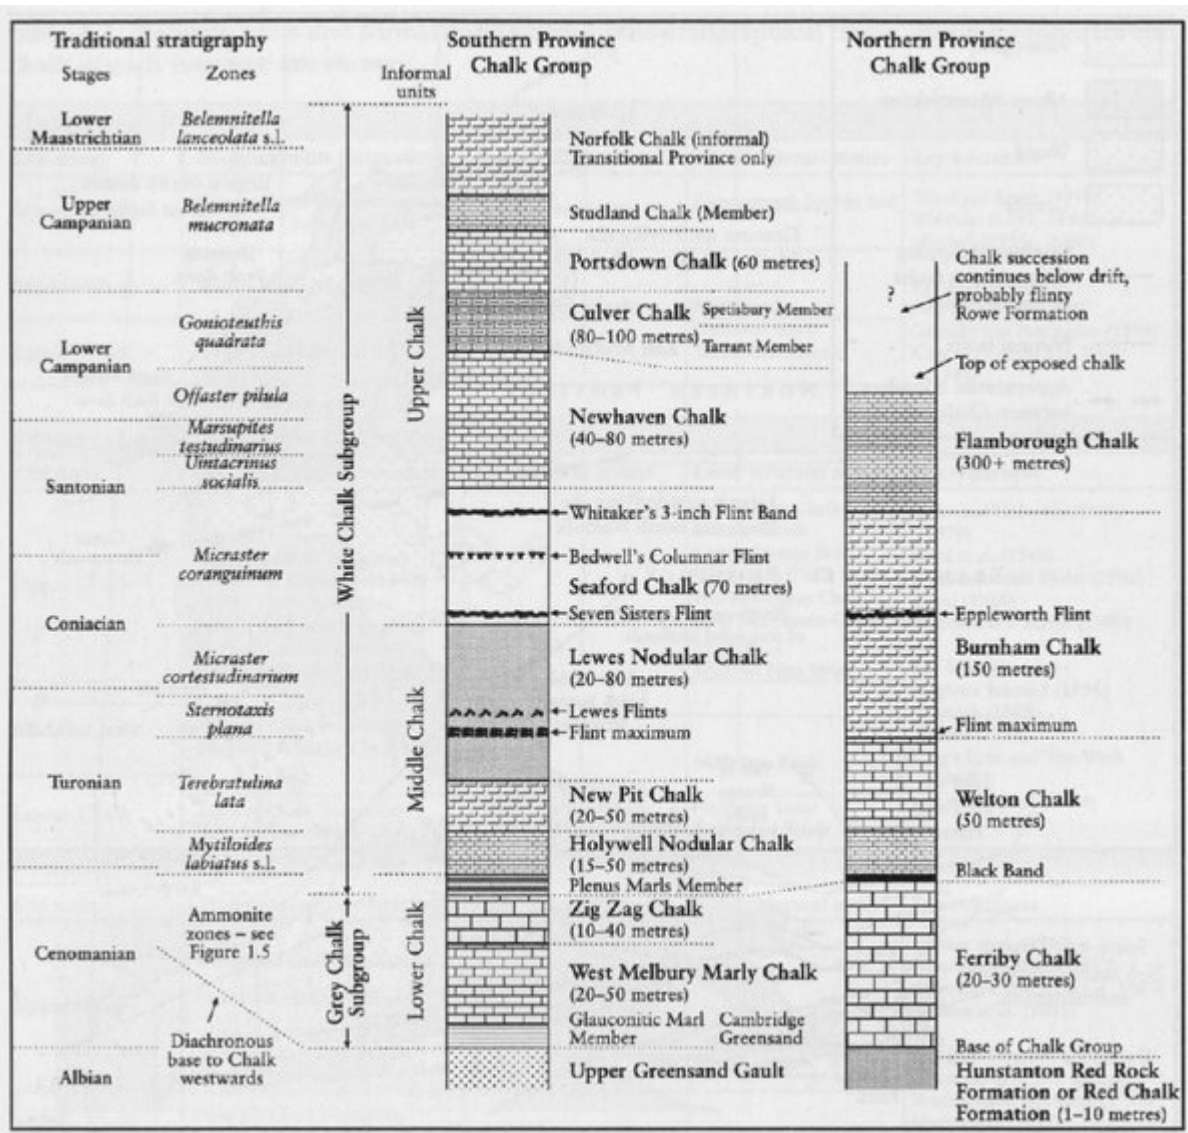 Traditional stratigraphy
Stages
Zones
Informal
units
Southern Province
Chalk Group
Northern Province
Chalk Group
Lower
Maastrichtian
Upper
Campanian
Lower
Campanian
Santonian
Coniacian
Turonian
Cenomanian
Albian
Belemnitella
lanceolata s.l.
Belemnitella
mucronata
Gonioteuthis
quadrata
Offaster pilula
Marsupites
testudinarius
Uintacrinus
socialis
Micraster
coranguinum
Micraster
cortestudinarium
Sternotaxis
plana
Terebratulina
lata
Mytiloides
labiatus s.l.
Ammonite
zones – see
Figure 1.5
Diachronous
base to Chalk
westwards
White Chalk Subgroup
Grey Chalk
Subgroup
Upper Chalk
Middle Chalk
Lower Chalk
Norfolk Chalk (informal)
Transitional Province only
Studland Chalk (Member)
Portsdown Chalk (60 metres)
Culver Chalk
(80–100 metres)
Spetisbury Member
Tarrant Member
Newhaven Chalk
(40–80 metres)
Whitaker's 3-inch Flint Band
Bedwell's Columnar Flint
Seaford Chalk (70 metres)
Seven Sisters Flint
Lewes Nodular Chalk
(20–80 metres)
Lewes Flints
Flint maximum
New Pit Chalk
(20–50 metres)
Holywell Nodular Chalk
(15–50 metres)
Plenus Marls Member
Zig Zag Chalk
(10–40 metres)
West Melbury Marly Chalk
(20–50 metres)
Glauconitic Marl
Member
Cambridge
Greensand
Upper Greensand Gault
?
Chalk succession
continues below drift,
probably flinty
Rowe Formation
Top of exposed chalk
Flamborough Chalk
(300+ metres)
Eppleworth Flint
Burnham Chalk
(150 metres)
Flint maximum
Welton Chalk
(50 metres)
Black Band
Ferriby Chalk
(20–30 metres)
Base of Chalk Group
Hunstanton Red Rock
Formation or Red Chalk
Formation (1–10 metres)